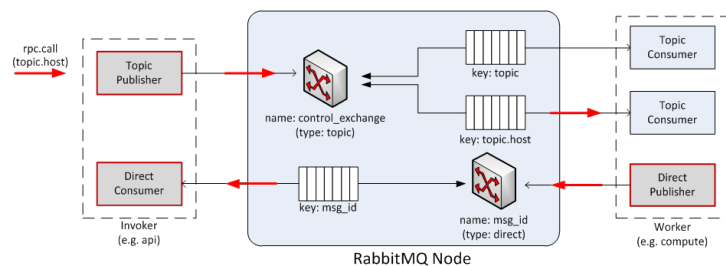 rpc.call
(topic.host)
Topic
Publisher
name: control_exchange
(type: topic)
key: topic
key: topic.host
Topic
Consumer
Topic
Consumer
Direct
Consumer
key: msg_id
name: msg_id
(type: direct)
Direct
Publisher
Invoker
(e.g. api)
Worker
(e.g. compute)
RabbitMQ Node